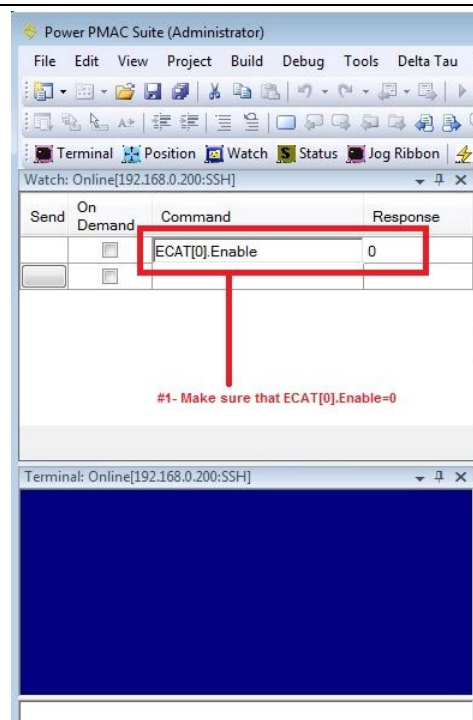 Power PMAC Suite (Administrator)
File Edit View Project Build Debug Tools Delta Tau
Terminal Position Watch Status Jog Ribbon
Watch: Online[192.168.0.200:SSH]
Send On Demand Command Response
ECAT[0].Enable 0
#1- Make sure that ECAT[0].Enable=0
Terminal: Online[192.168.0.200:SSH]